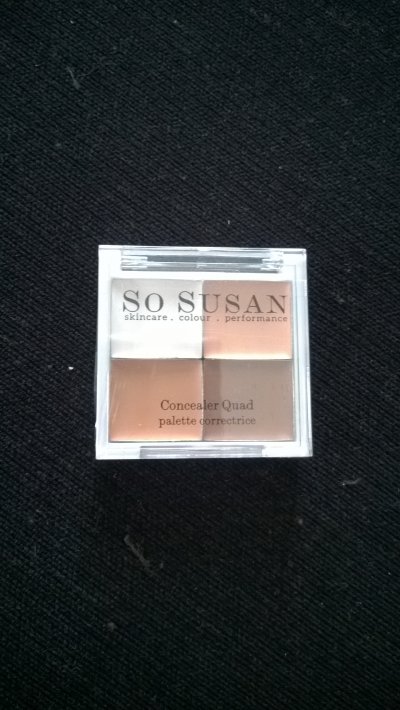 SO SUSAN
skincare . colour . performance
Concealer Quad
palette correctrice